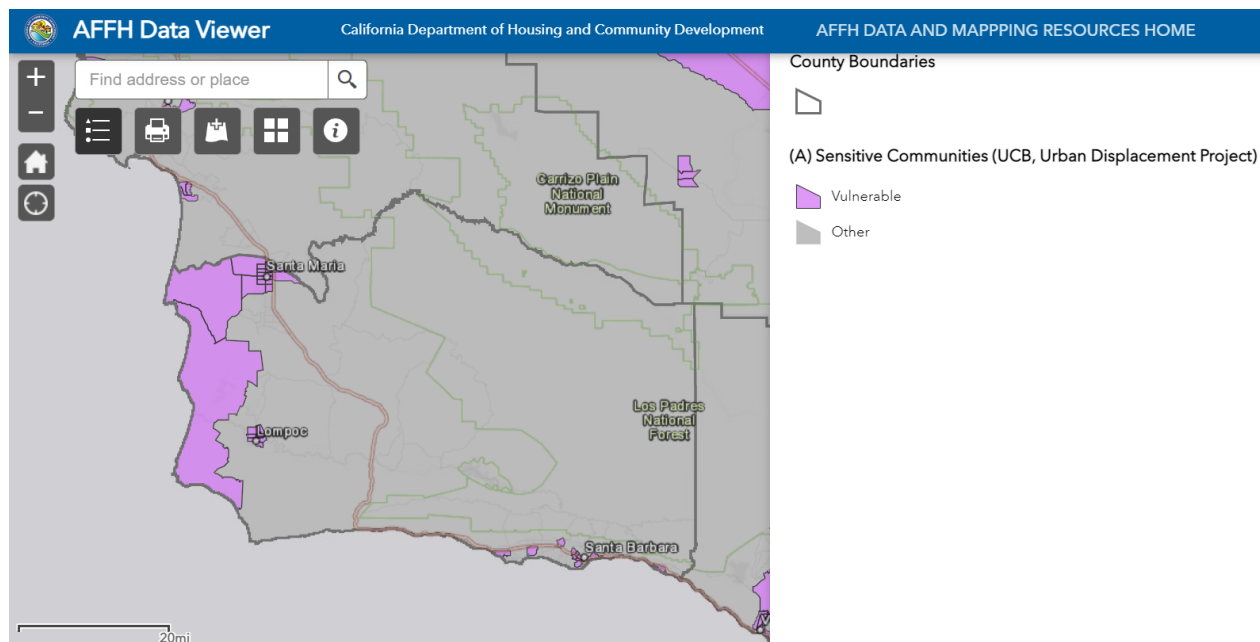 AFFH Data Viewer
California Department of Housing and Community Development
AFFH DATA AND MAPPPING RESOURCES HOME
+
Find address or place
−
County Boundaries
(A) Sensitive Communities (UCB, Urban Displacement Project)
Vulnerable
Other
Carrizo Plain
National
Monument
Santa Maria
Los Padres
National
Forest
Lompoc
Santa Barbara
20mi